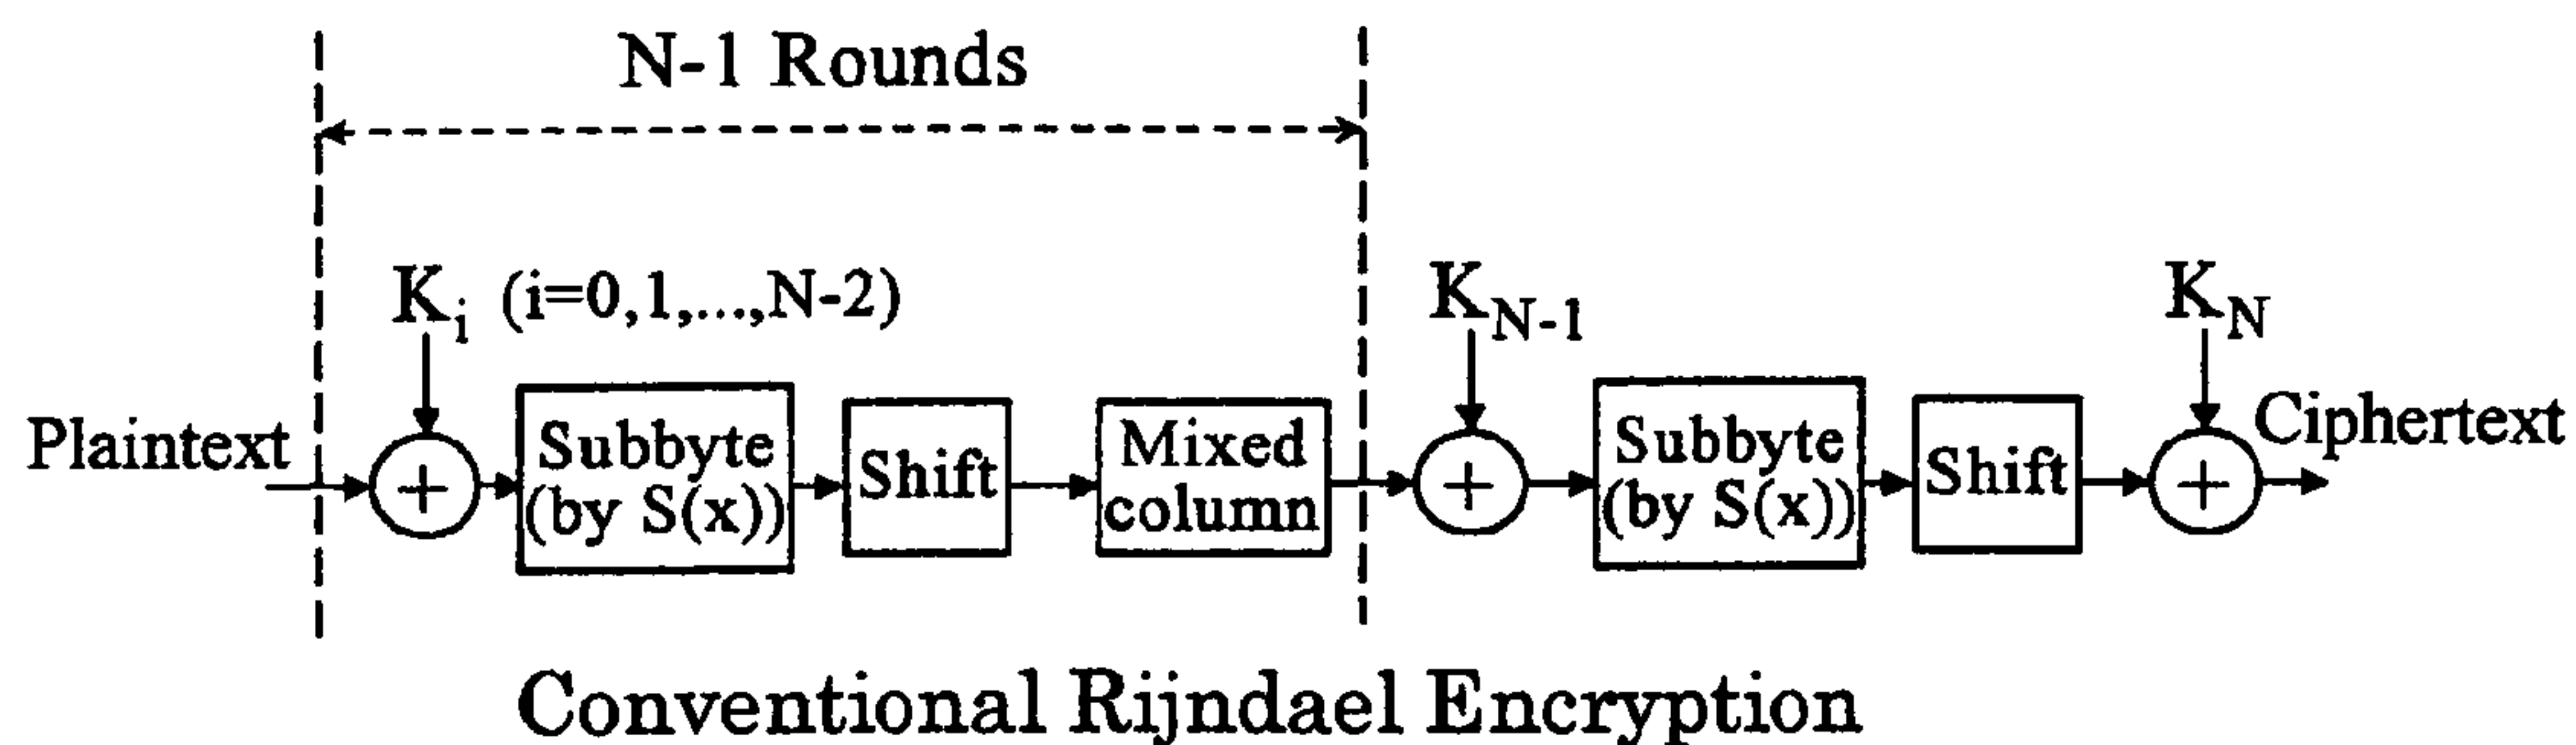 N-1 Rounds
K_i (i=0,1,...,N-2)
K_{N-1}
K_N
Plaintext
+
Subbyte
(by S(x))
Shift
Mixed
column
+
Subbyte
(by S(x))
Shift
+
Ciphertext
Conventional Rijndael Encryption